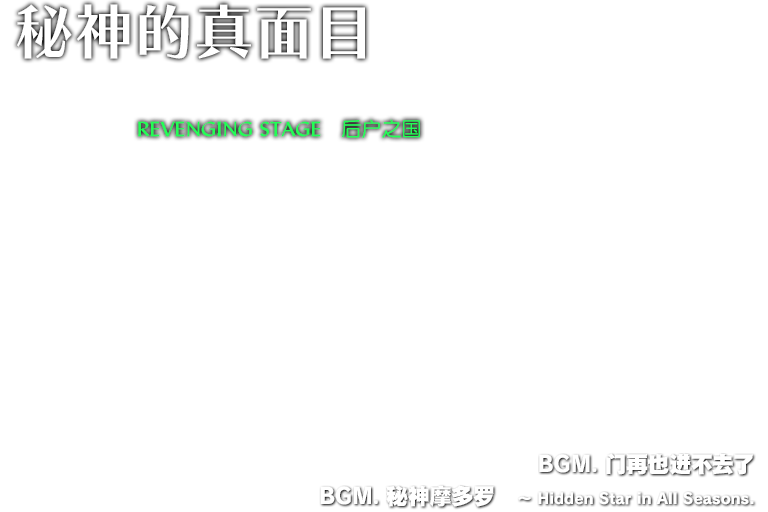 秘神的真面目
REVENGING STAGE 后户之国
BGM. 门再也进不去了
BGM. 秘神摩多罗 ~ Hidden Star in All Seasons.